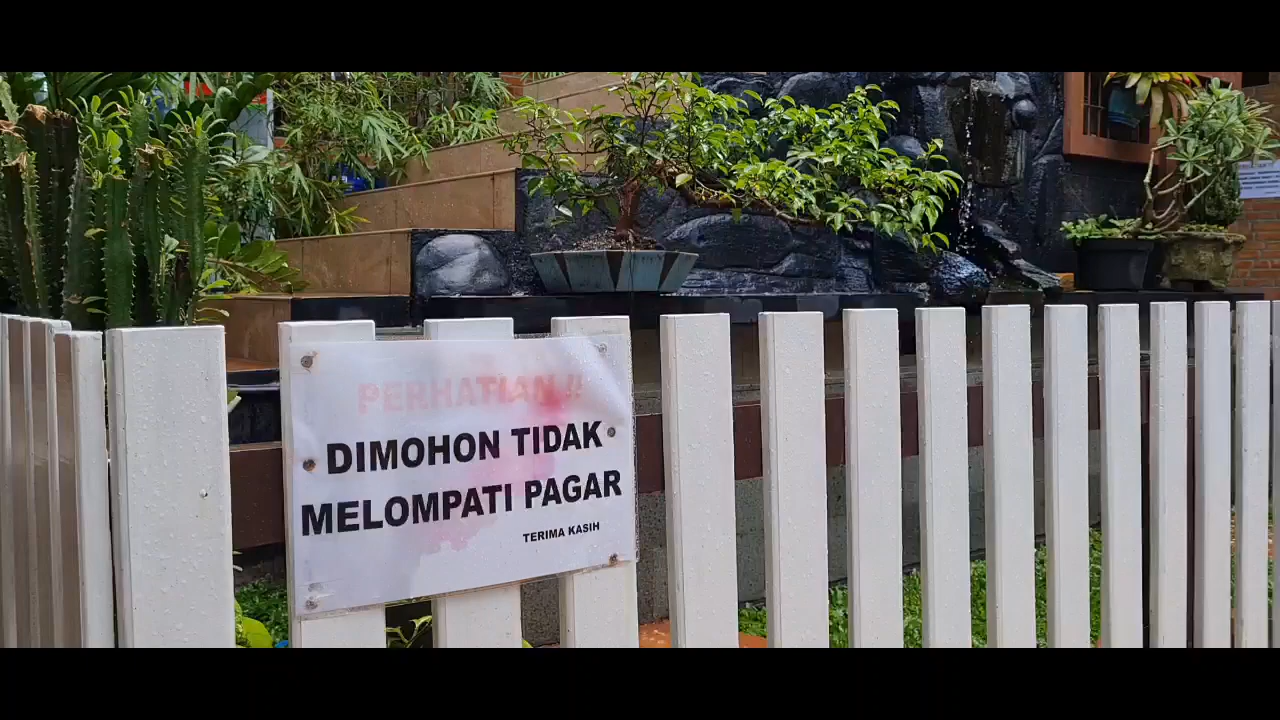 PERHATIAN !!
DIMOHON TIDAK
MELOMPATI PAGAR
TERIMA KASIH